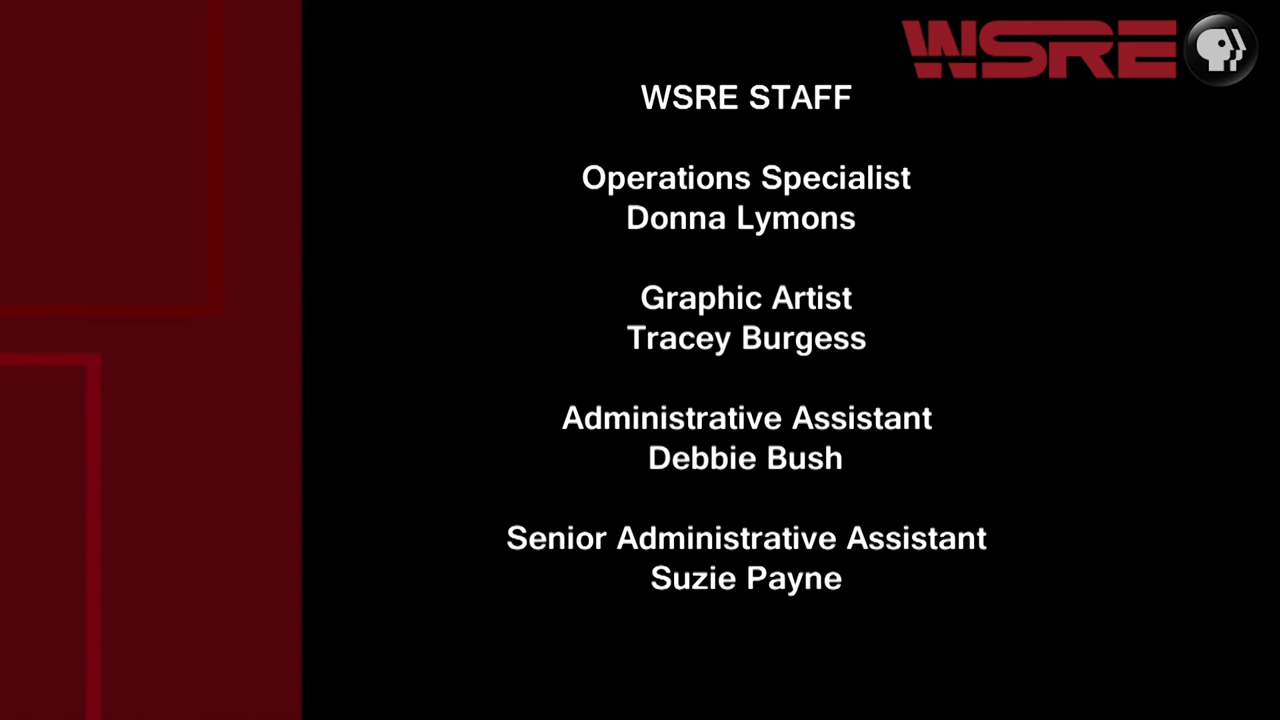 WSRE
WSRE STAFF
Operations Specialist
Donna Lymons
Graphic Artist
Tracey Burgess
Administrative Assistant
Debbie Bush
Senior Administrative Assistant
Suzie Payne